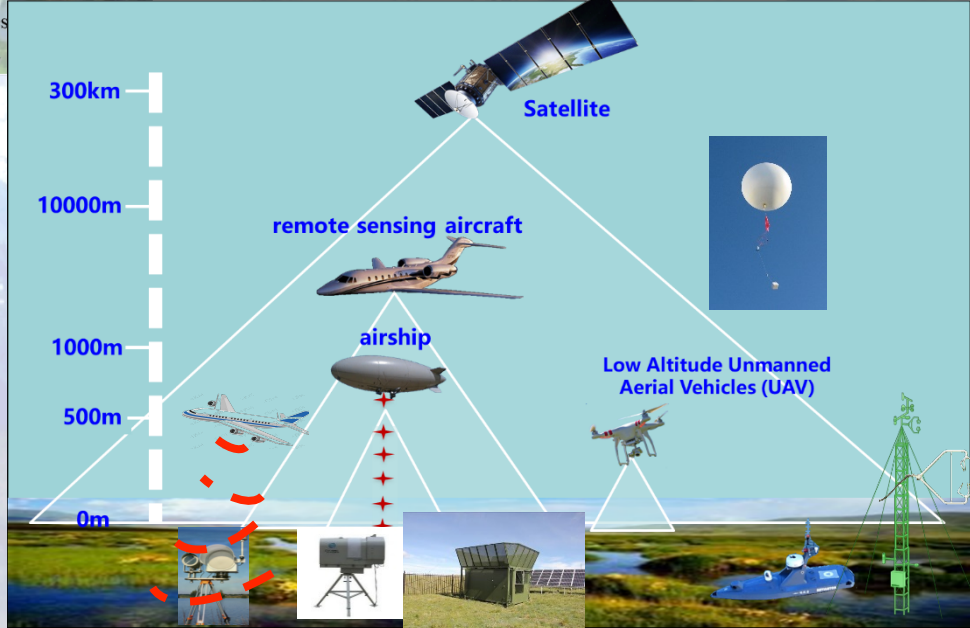 s
300km
Satellite
10000m
remote sensing aircraft
1000m
airship
Low Altitude Unmanned
Aerial Vehicles (UAV)
500m
0m